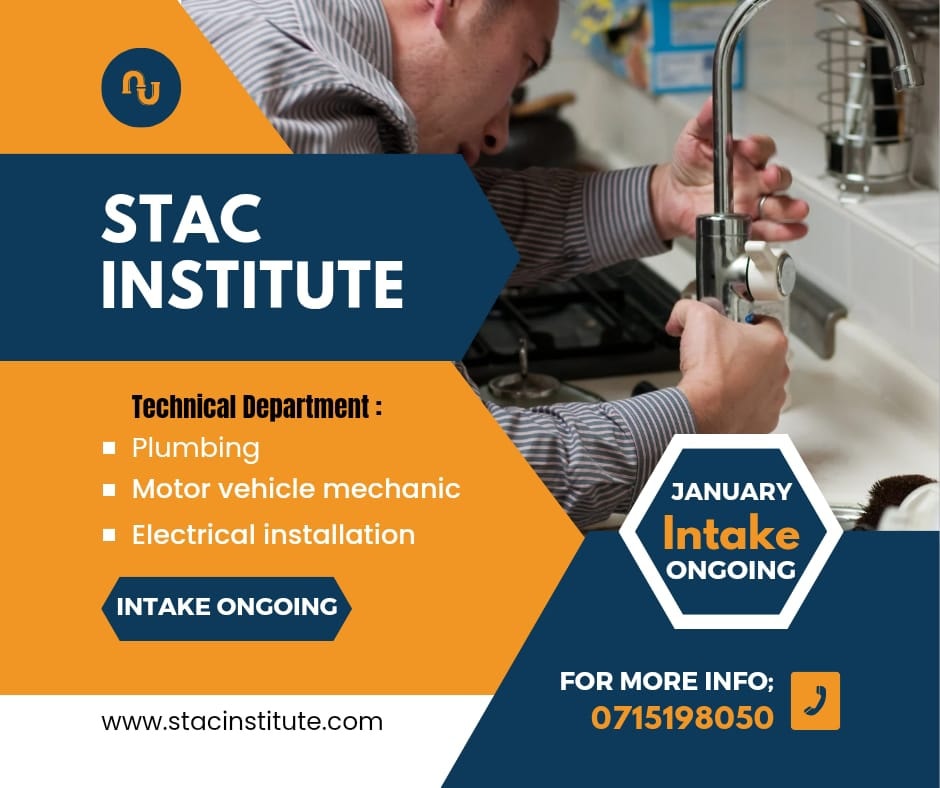 STAC
INSTITUTE
Technical Department :
Plumbing
Motor vehicle mechanic
Electrical installation
INTAKE ONGOING
www.stacinstitute.com
JANUARY
Intake
ONGOING
FOR MORE INFO;
0715198050